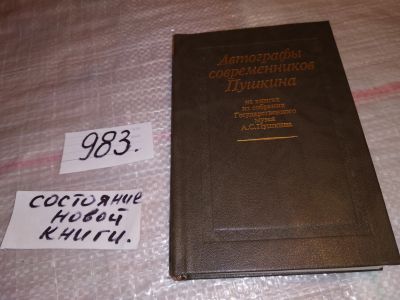 Автографы
современников
Пушкина
на книгах
из собрания
Государственного
музея
А.С.Пушкина
983.
состояние
новой
книги.